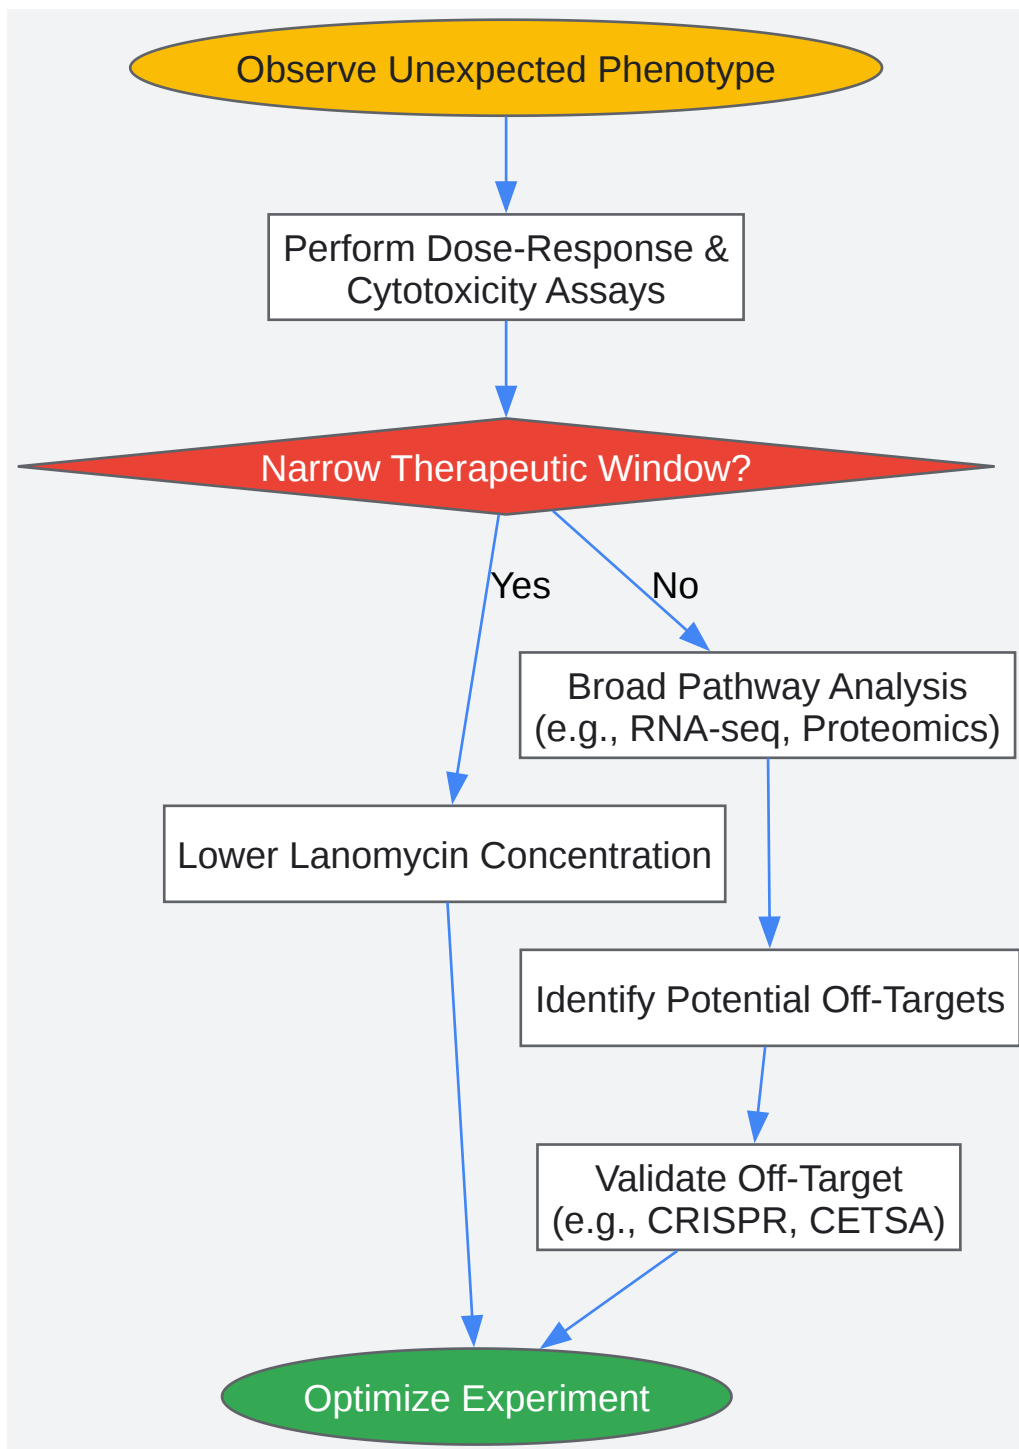 Observe Unexpected Phenotype
Perform Dose-Response &
Cytotoxicity Assays
Narrow Therapeutic Window?
Yes
No
Broad Pathway Analysis
(e.g., RNA-seq, Proteomics)
Lower Lanomycin Concentration
Identify Potential Off-Targets
Validate Off-Target
(e.g., CRISPR, CETSA)
Optimize Experiment